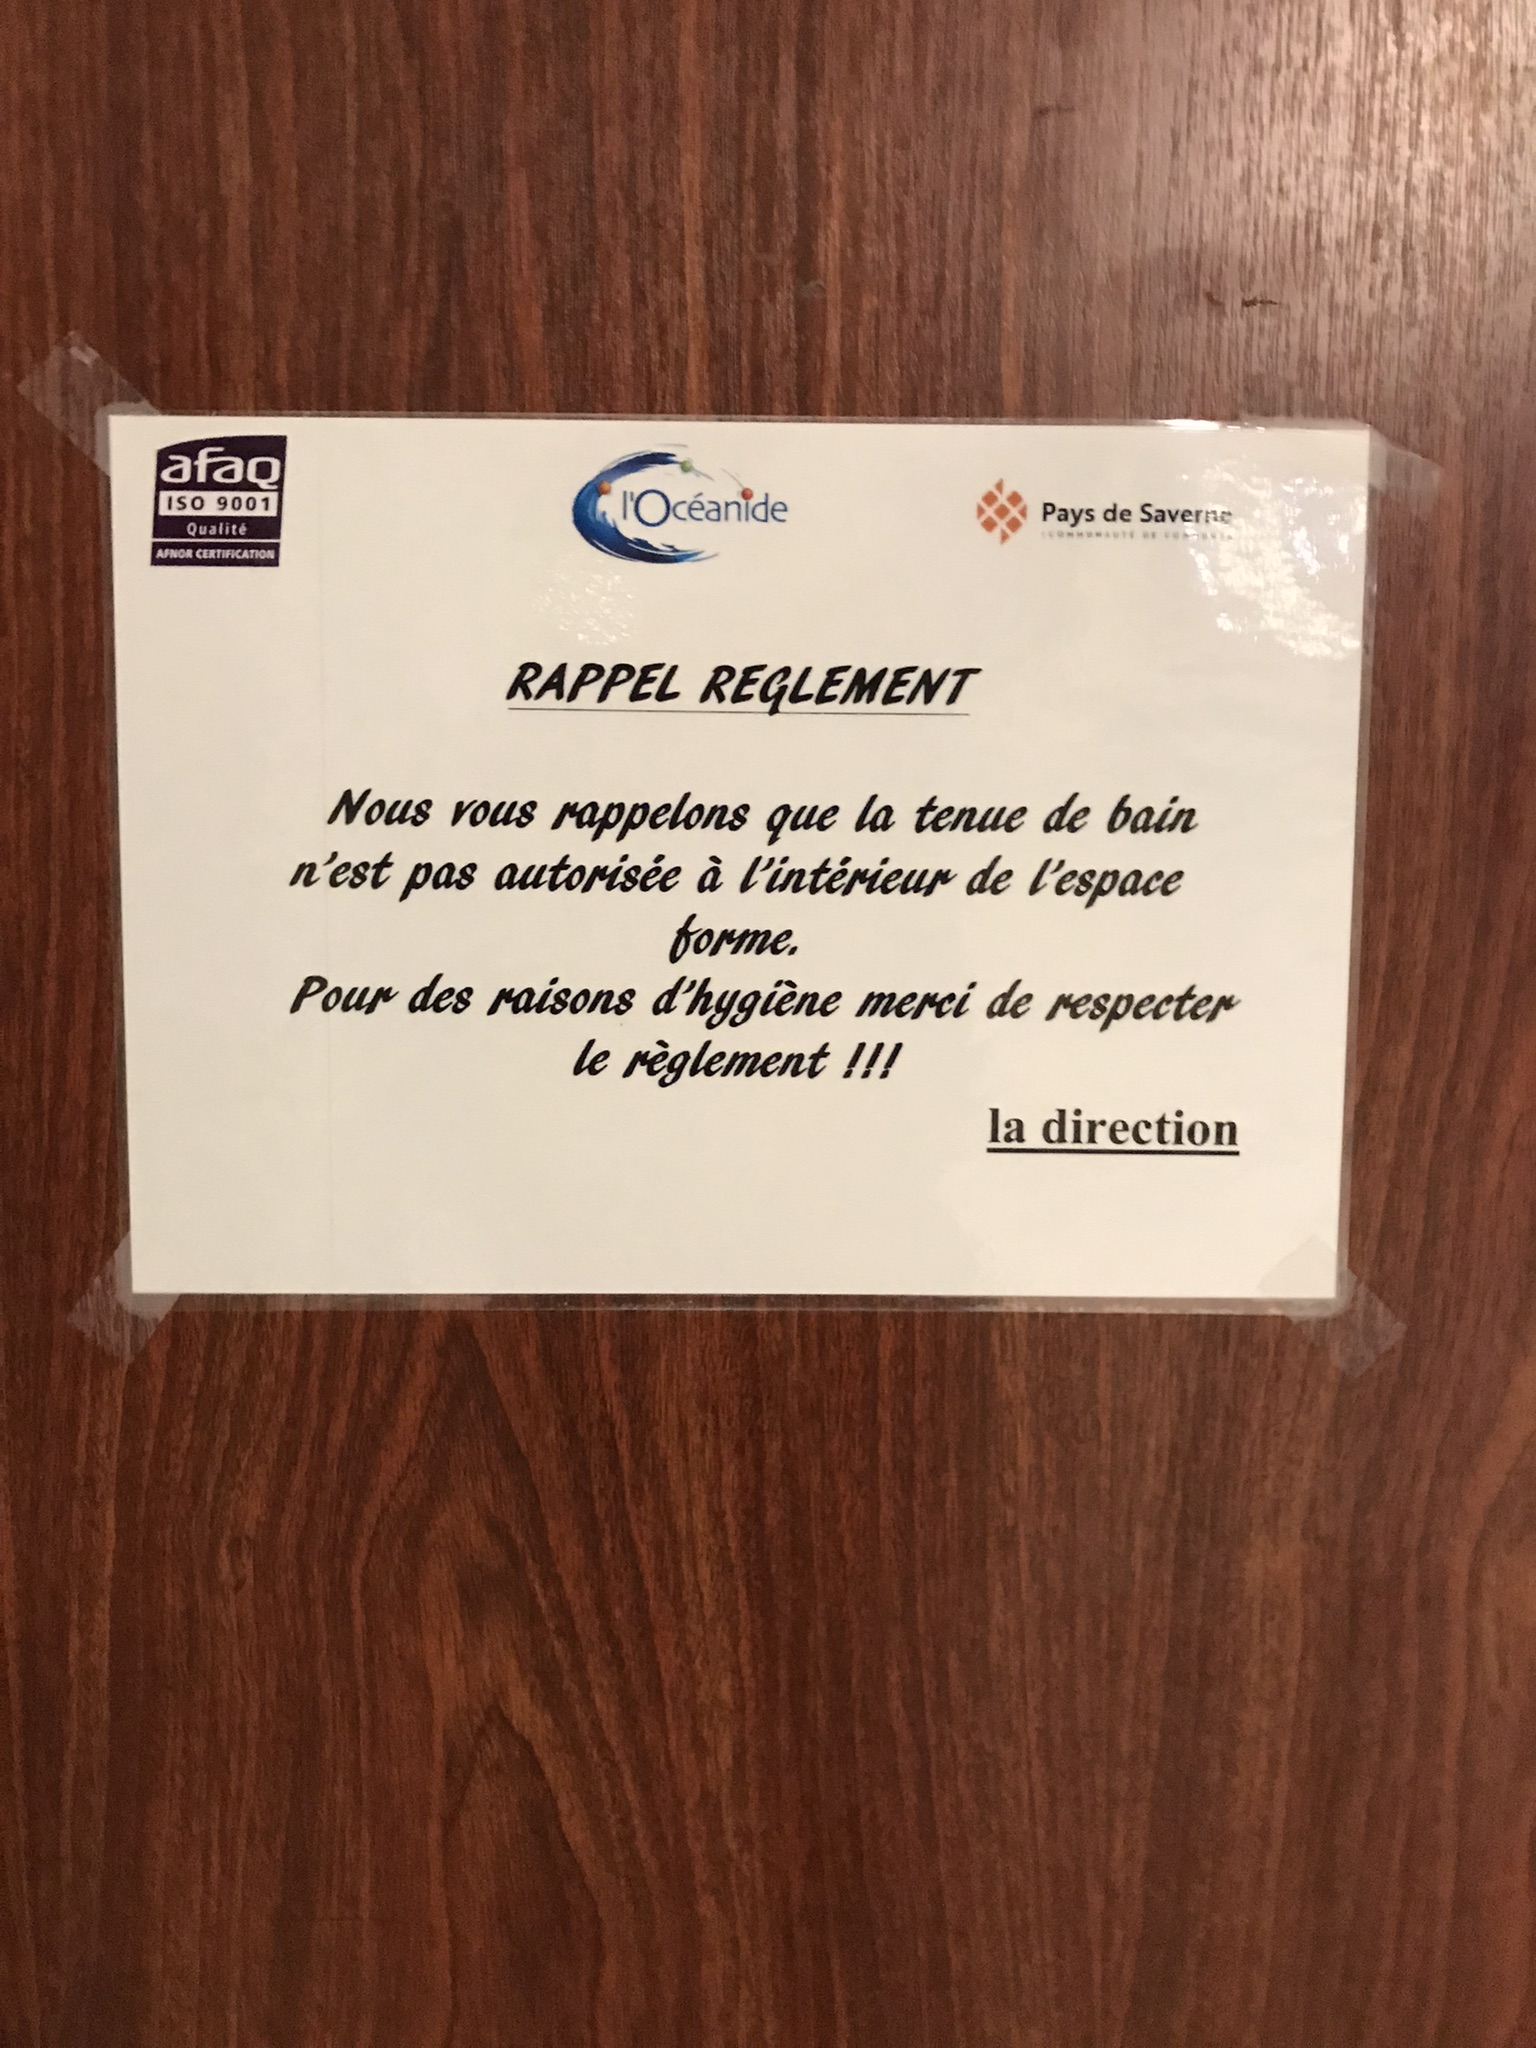 afaq
ISO 9001
Qualité
AFNOR CERTIFICATION
l'Océanide
Pays de Saverne
COMMUNAUTÉ DE
RAPPEL REGLEMENT
Nous vous rappelons que la tenue de bain
n'est pas autorisée à l'intérieur de l'espace
forme.
Pour des raisons d'hygiène merci de respecter
le règlement !!!
la direction